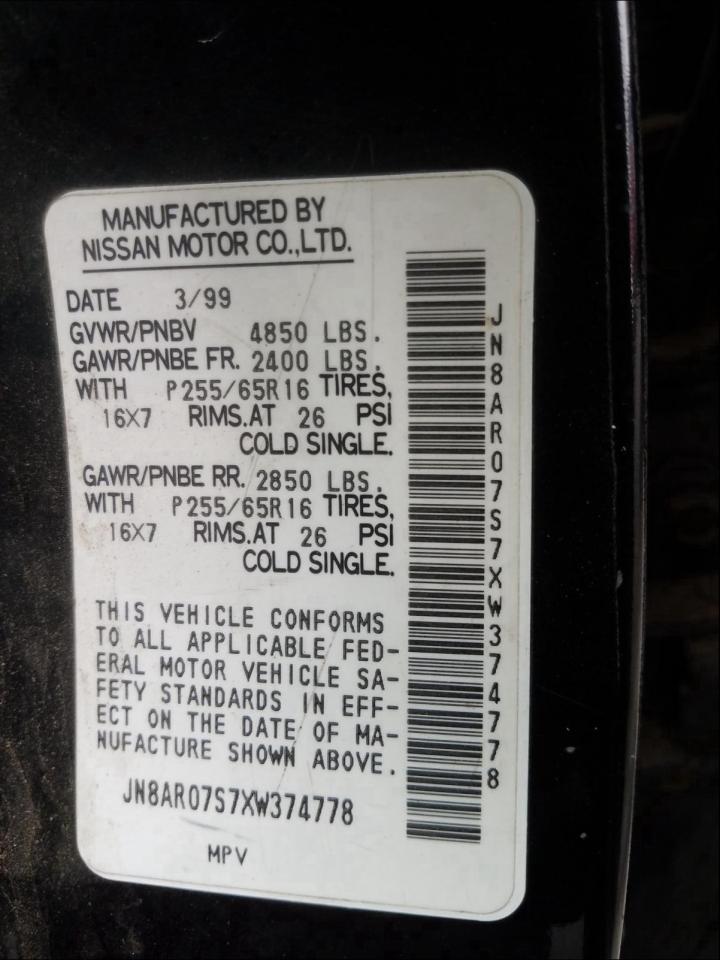 MANUFACTURED BY
NISSAN MOTOR CO.,LTD.
DATE 3/99
GVWR/PNBV 4850 LBS.
GAWR/PNBE FR. 2400 LBS.
WITH P255/65R16 TIRES,
16X7 RIMS.AT 26 PSI
COLD SINGLE.
GAWR/PNBE RR. 2850 LBS.
WITH P255/65R16 TIRES,
16X7 RIMS.AT 26 PSI
COLD SINGLE.
THIS VEHICLE CONFORMS
TO ALL APPLICABLE FED-
ERAL MOTOR VEHICLE SA-
FETY STANDARDS IN EFF-
ECT ON THE DATE OF MA-
NUFACTURE SHOWN ABOVE.
JN8AR07S7XW374778
MPV
JN8AR07S7XW374778